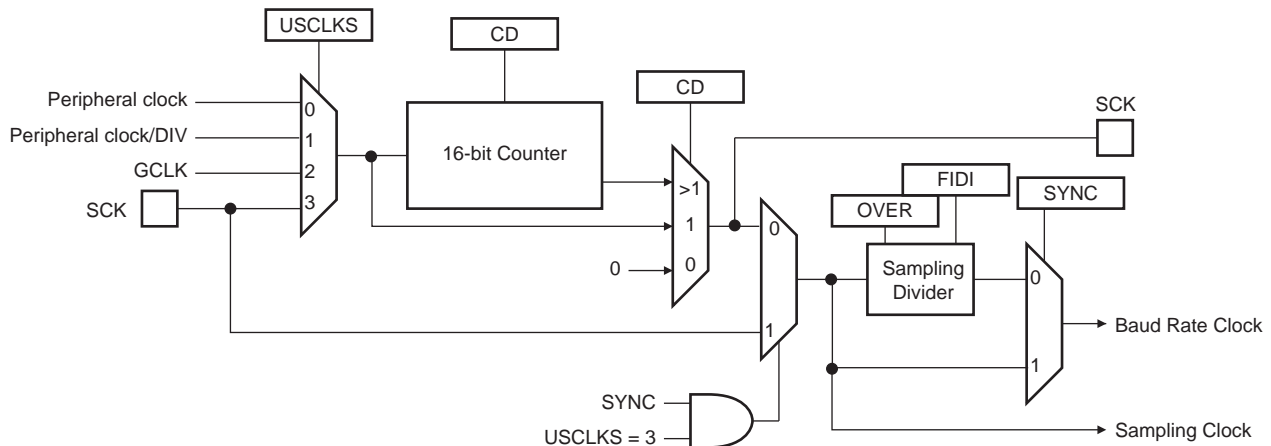 USCLKS
CD
CD
SCK
Peripheral clock
0
Peripheral clock/DIV
1
16-bit Counter
GCLK
2
SCK
3
>1
1
0
0
FIDI
OVER
SYNC
0
1
Sampling
Divider
0
1
Baud Rate Clock
SYNC
USCLKS = 3
Sampling Clock